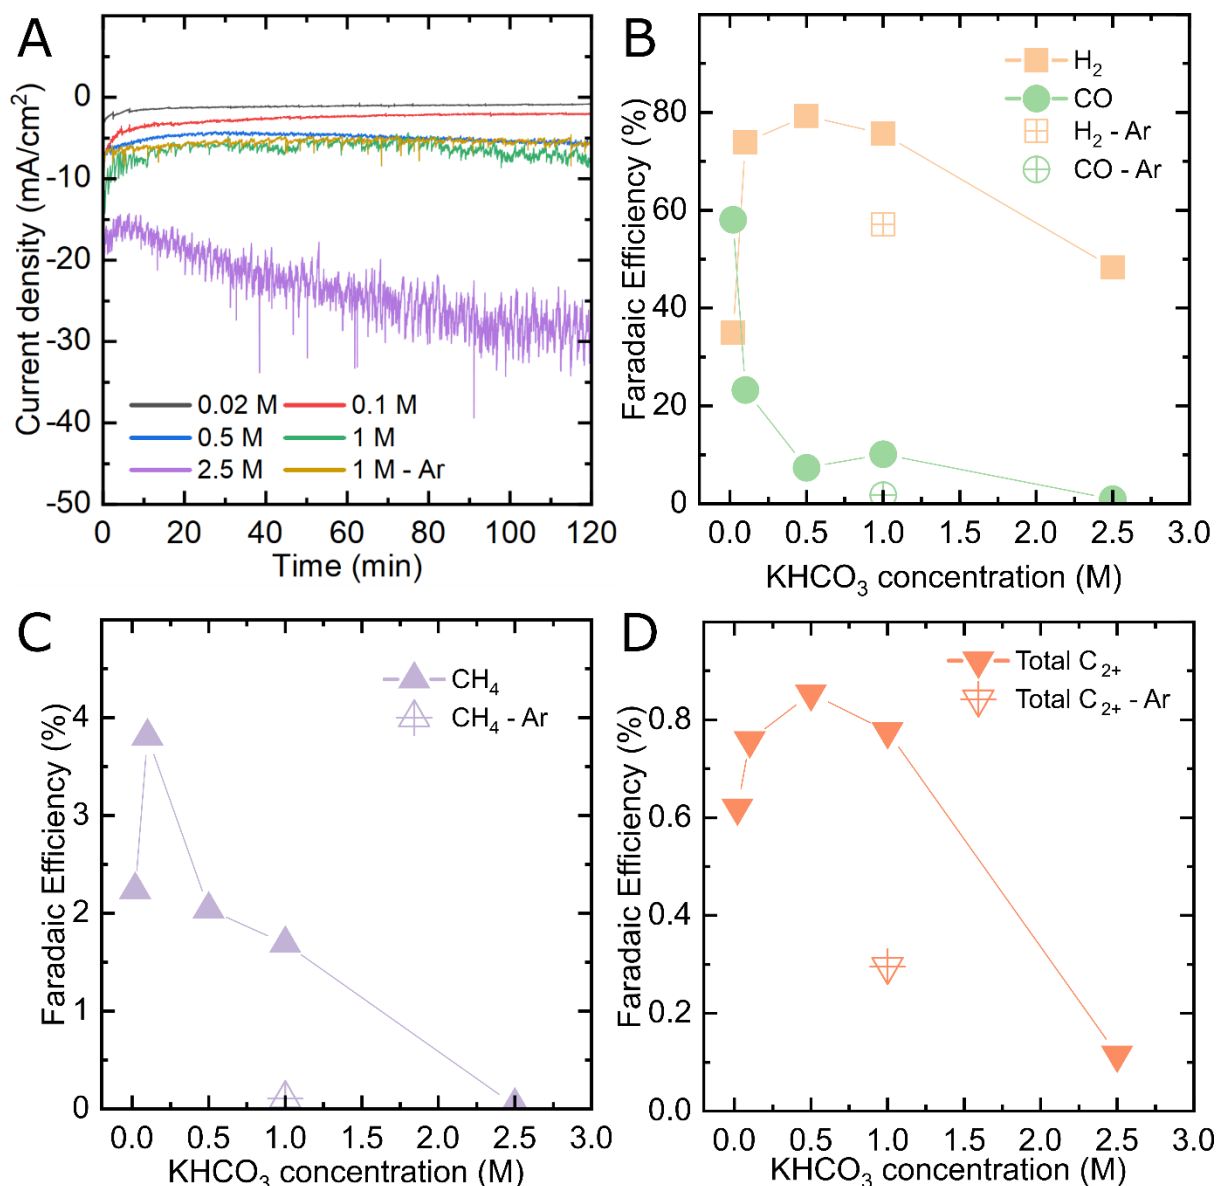 A
Current density (mA/cm²)
0
-10
-20
-30
-40
-50
0.02 M
0.1 M
0.5 M
1 M
2.5 M
1 M - Ar
0 20 40 60 80 100 120
Time (min)
B
Faradaic Efficiency (%)
80
60
40
20
0
H₂
CO
H₂ - Ar
CO - Ar
0.0 0.5 1.0 1.5 2.0 2.5 3.0
KHCO₃ concentration (M)
C
Faradaic Efficiency (%)
4
3
2
1
0
CH₄
CH₄ - Ar
0.0 0.5 1.0 1.5 2.0 2.5 3.0
KHCO₃ concentration (M)
D
Faradaic Efficiency (%)
0.8
0.6
0.4
0.2
0.0
Total C₂₊
Total C₂₊ - Ar
0.0 0.5 1.0 1.5 2.0 2.5 3.0
KHCO₃ concentration (M)